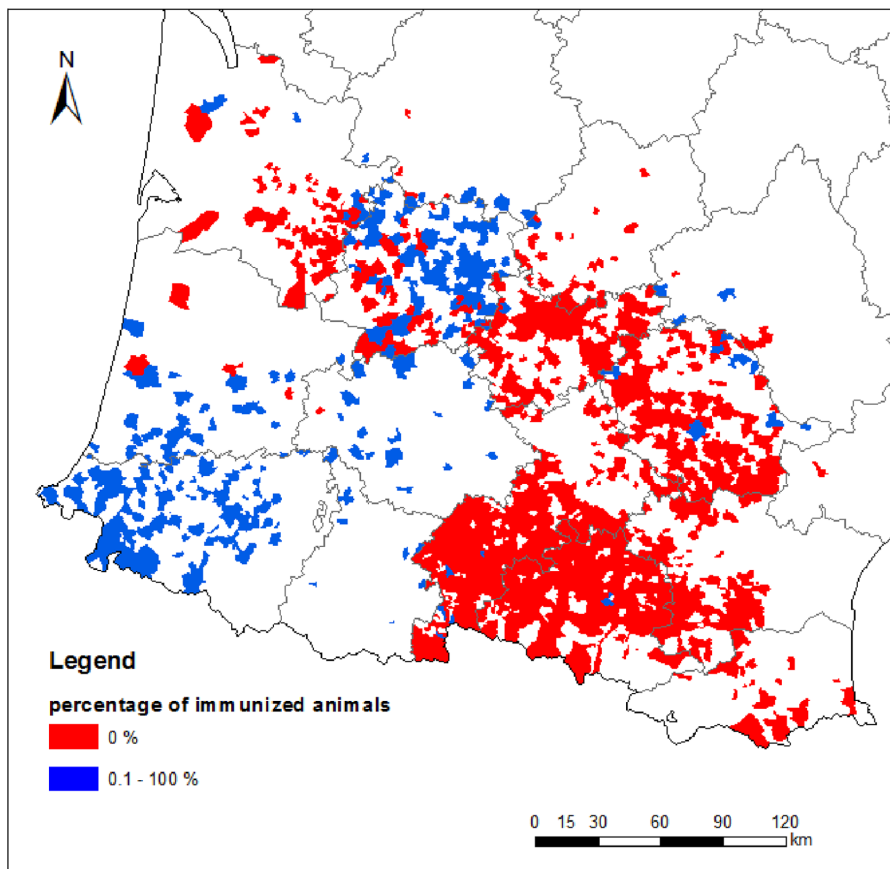 N
Legend
percentage of immunized animals
0 %
0.1 - 100 %
0 15 30 60 90 120
km